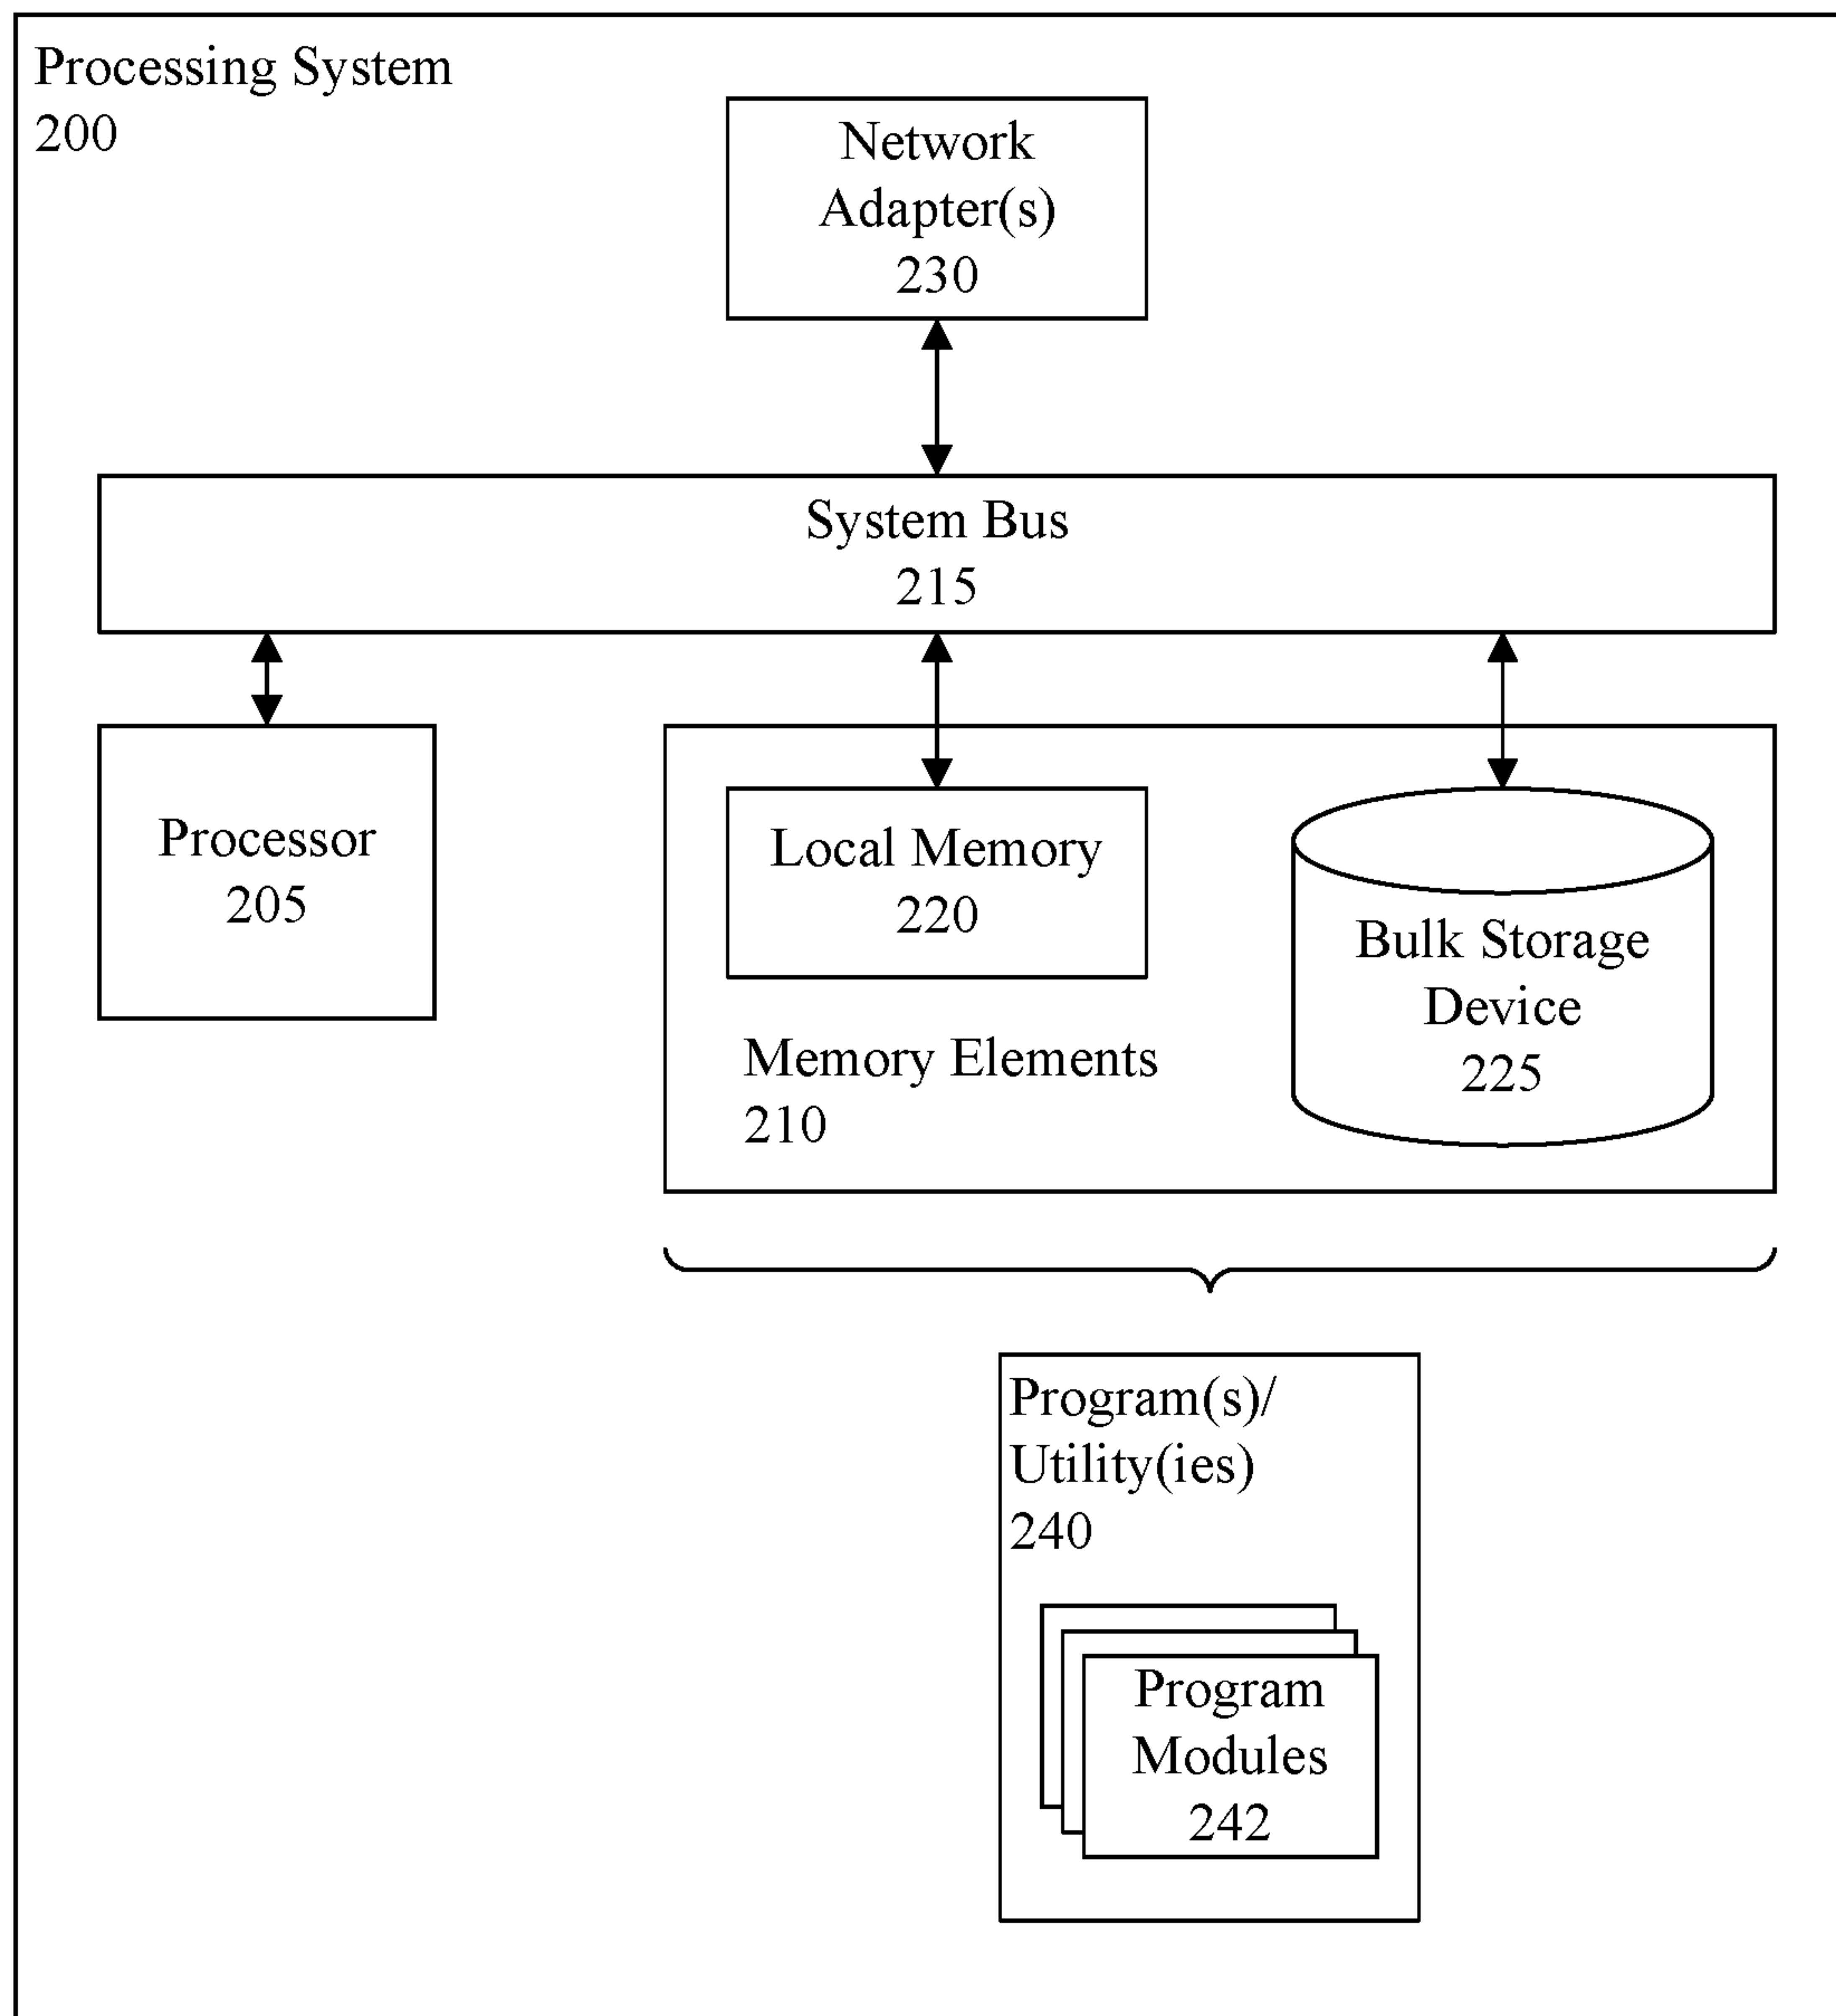 Processing System
200
Network
Adapter(s)
230
System Bus
215
Processor
205
Local Memory
220
Memory Elements
210
Bulk Storage
Device
225
Program(s)/
Utility(ies)
240
Program
Modules
242